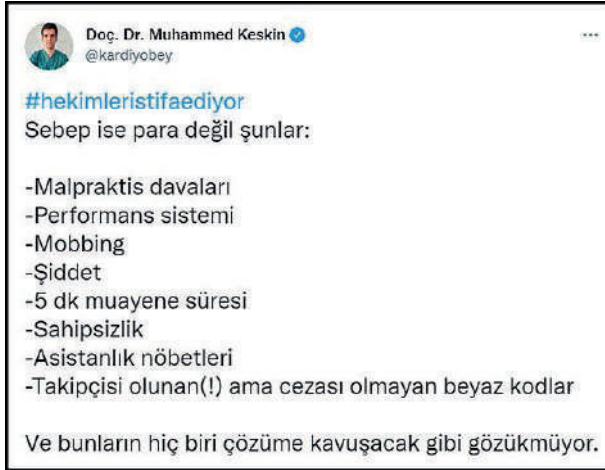 Doç. Dr. Muhammed Keskin
@kardiyobey
#hekimleristifaediyor
Sebep ise para değil şunlar:
-Malpraktis davaları
-Performans sistemi
-Mobbing
-Şiddet
-5 dk muayene süresi
-Sahipsizlik
-Asistanlık nöbetleri
-Takipçisi olunan(!) ama cezası olmayan beyaz kodlar
Ve bunların hiç biri çözüme kavuşacak gibi gözükmüyor.